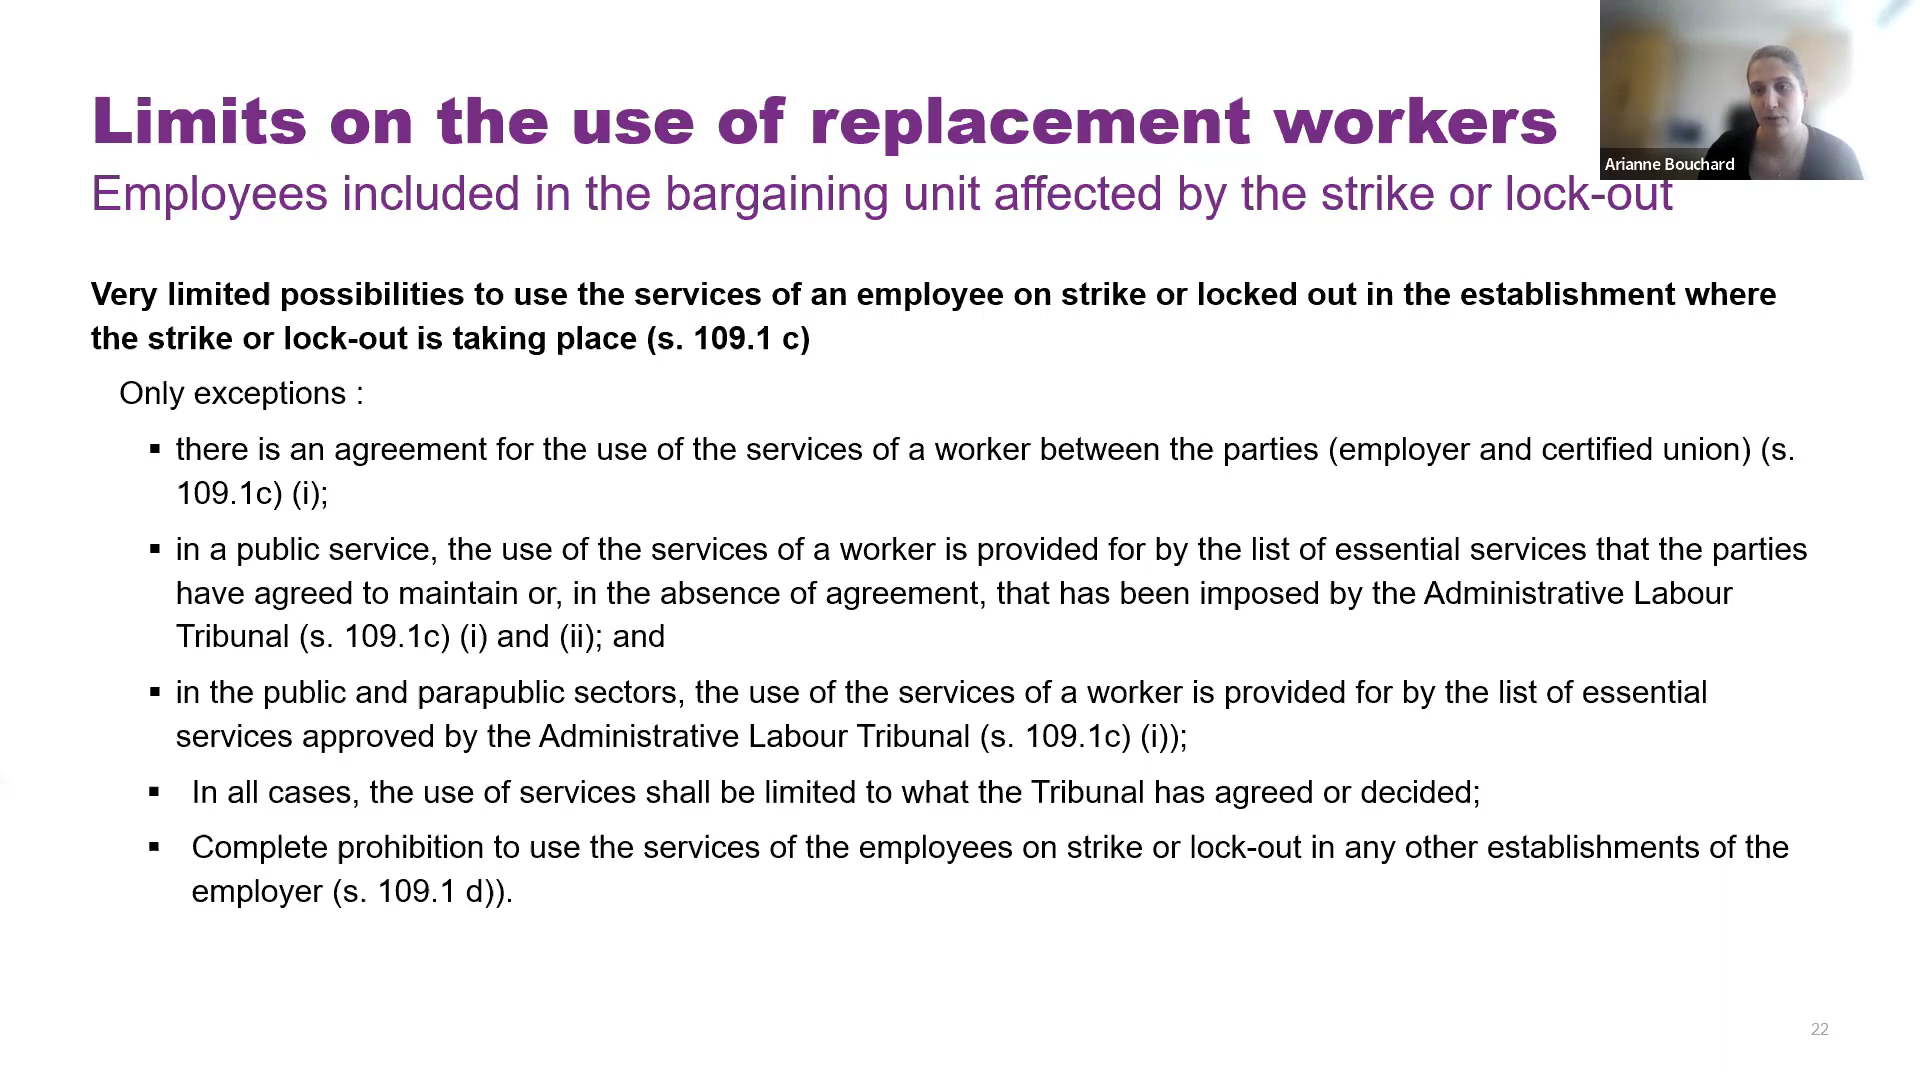 Limits on the use of replacement workers
Arianne Bouchard
Employees included in the bargaining unit affected by the strike or lock-out
Very limited possibilities to use the services of an employee on strike or locked out in the establishment where
the strike or lock-out is taking place (s. 109.1 c)
Only exceptions :
▪ there is an agreement for the use of the services of a worker between the parties (employer and certified union) (s.
109.1c) (i);
▪ in a public service, the use of the services of a worker is provided for by the list of essential services that the parties
have agreed to maintain or, in the absence of agreement, that has been imposed by the Administrative Labour
Tribunal (s. 109.1c) (i) and (ii); and
▪ in the public and parapublic sectors, the use of the services of a worker is provided for by the list of essential
services approved by the Administrative Labour Tribunal (s. 109.1c) (i));
▪ In all cases, the use of services shall be limited to what the Tribunal has agreed or decided;
▪ Complete prohibition to use the services of the employees on strike or lock-out in any other establishments of the
employer (s. 109.1 d)).
22